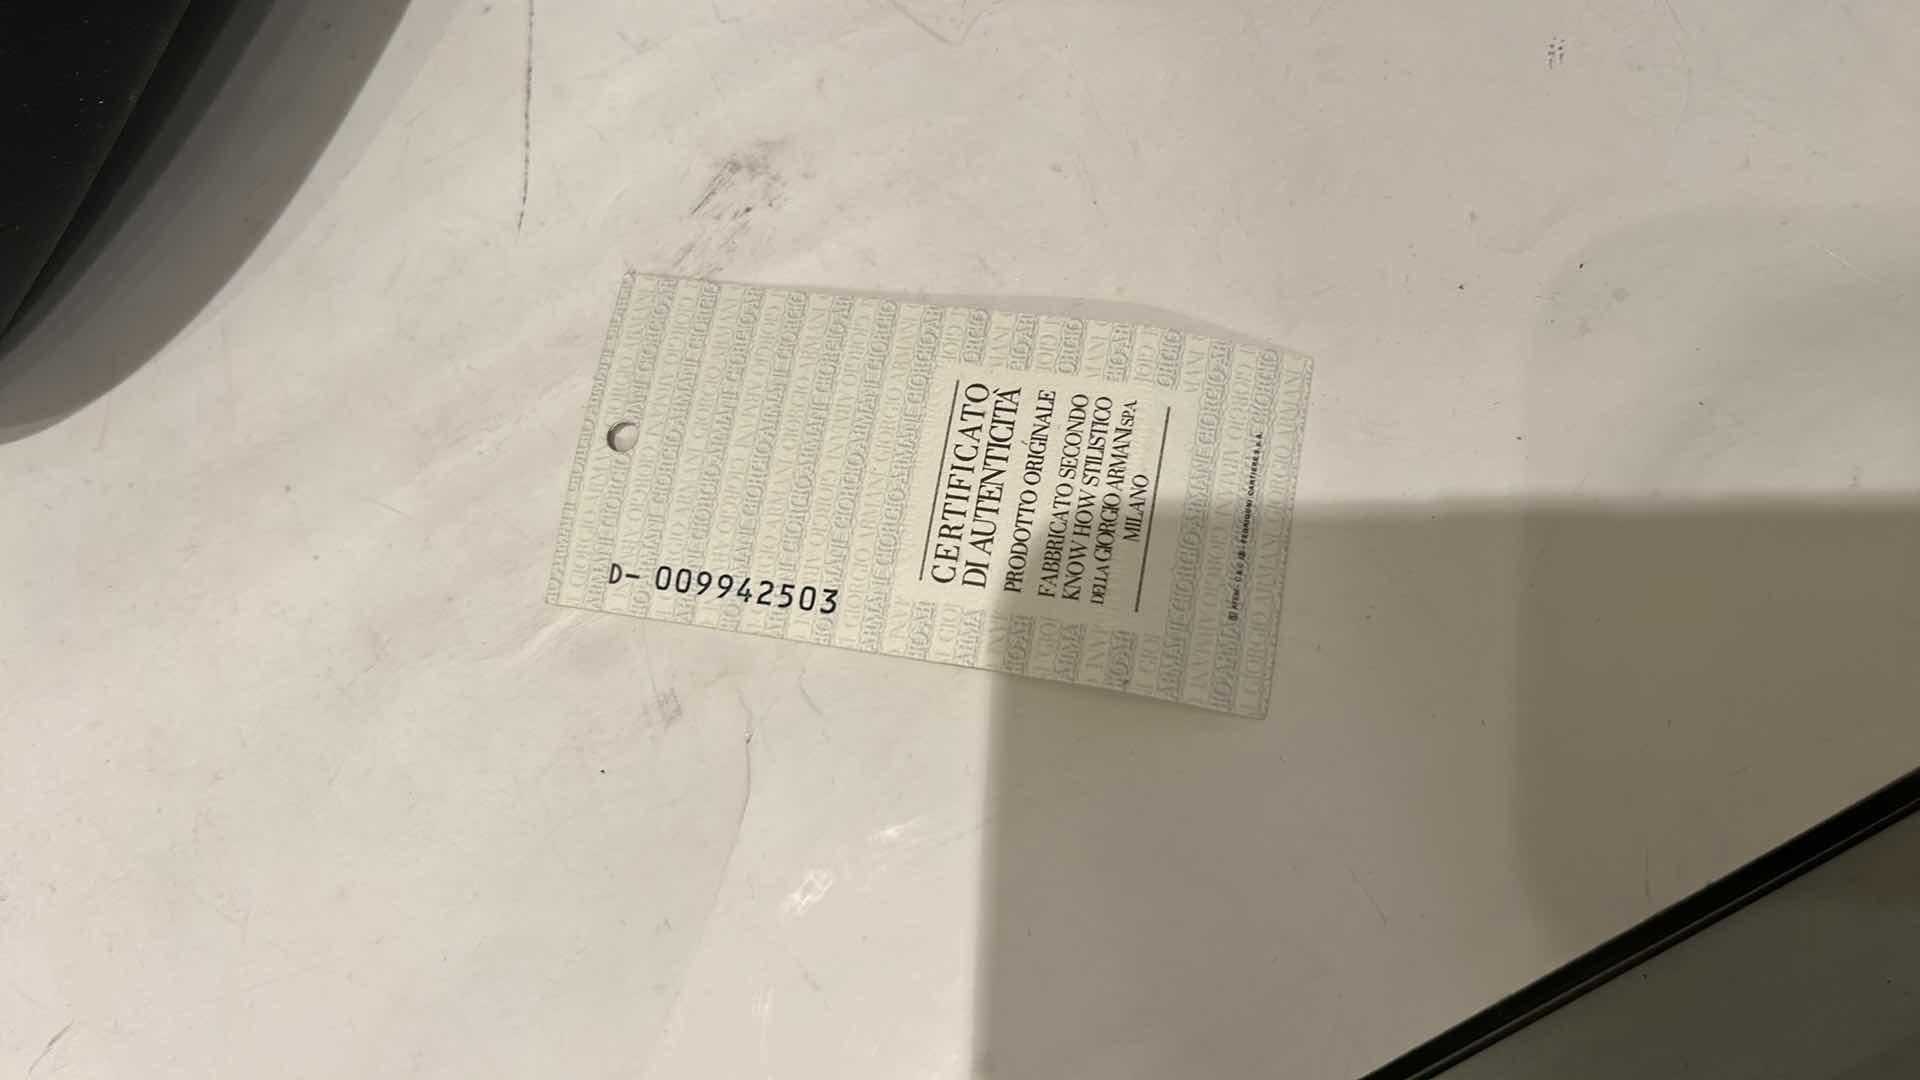 CERTIFICATO
DI AUTENTICITÀ
PRODOTTO ORIGINALE
FABBRICATO SECONDO
KNOW HOW STILISTICO
DELLA GIORGIO ARMANI SPA
MILANO
D- 009942503